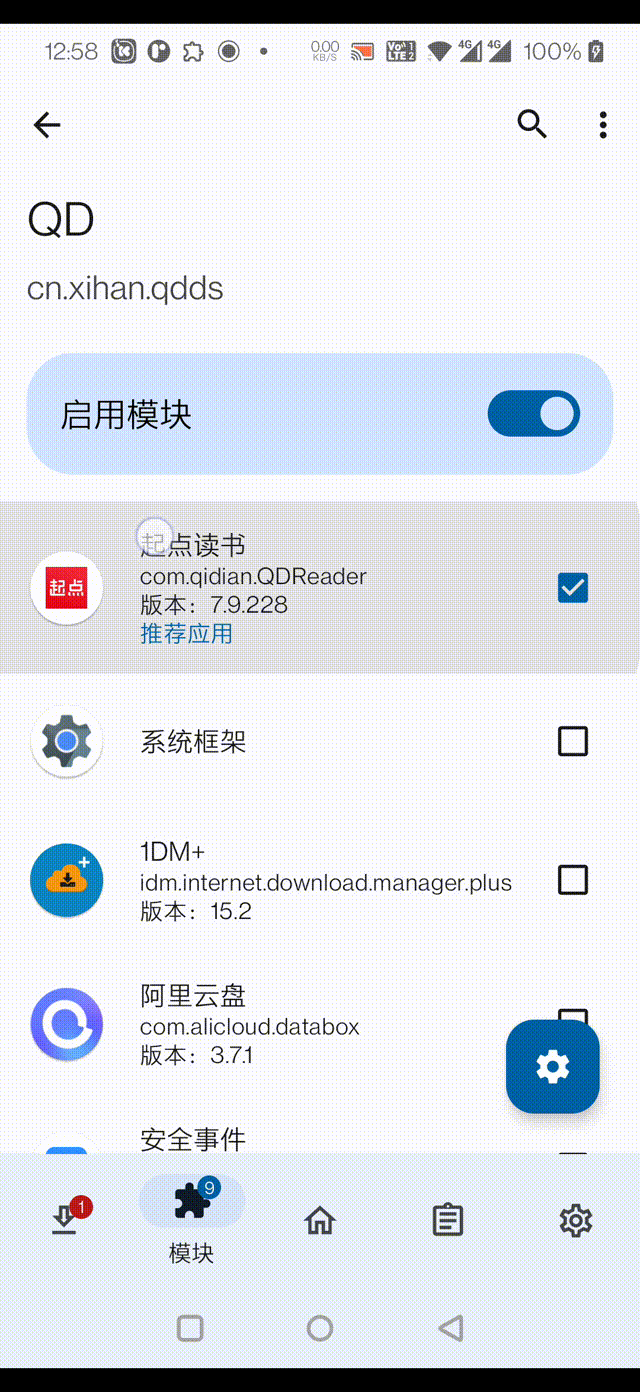 12:58
0.00
KB/S
Vo 1
LTE 2
4G
4G
100%
QD
cn.xihan.qdds
启用模块
起点
起点读书
com.qidian.QDReader
版本：7.9.228
推荐应用
系统框架
1DM+
idm.internet.download.manager.plus
版本：15.2
阿里云盘
com.alicloud.databox
版本：3.7.1
安全事件
1
9
模块